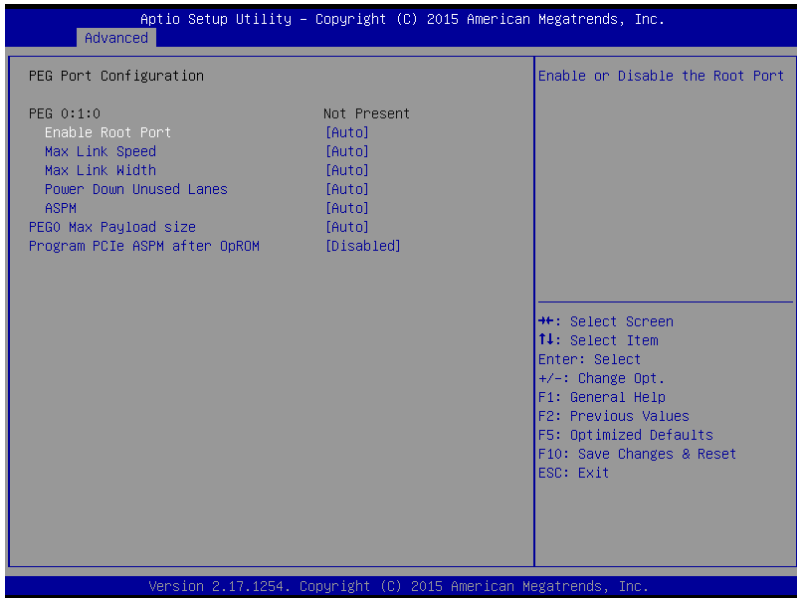 Aptio Setup Utility – Copyright (C) 2015 American Megatrends, Inc.
Advanced
PEG Port Configuration
PEG 0:1:0 Not Present
Enable Root Port [Auto]
Max Link Speed [Auto]
Max Link Width [Auto]
Power Down Unused Lanes [Auto]
ASPM [Auto]
PEG0 Max Payload size [Auto]
Program PCIe ASPM after OpROM [Disabled]
Enable or Disable the Root Port
→←: Select Screen
↑↓: Select Item
Enter: Select
+/-: Change Opt.
F1: General Help
F2: Previous Values
F5: Optimized Defaults
F10: Save Changes & Reset
ESC: Exit
Version 2.17.1254. Copyright (C) 2015 American Megatrends, Inc.